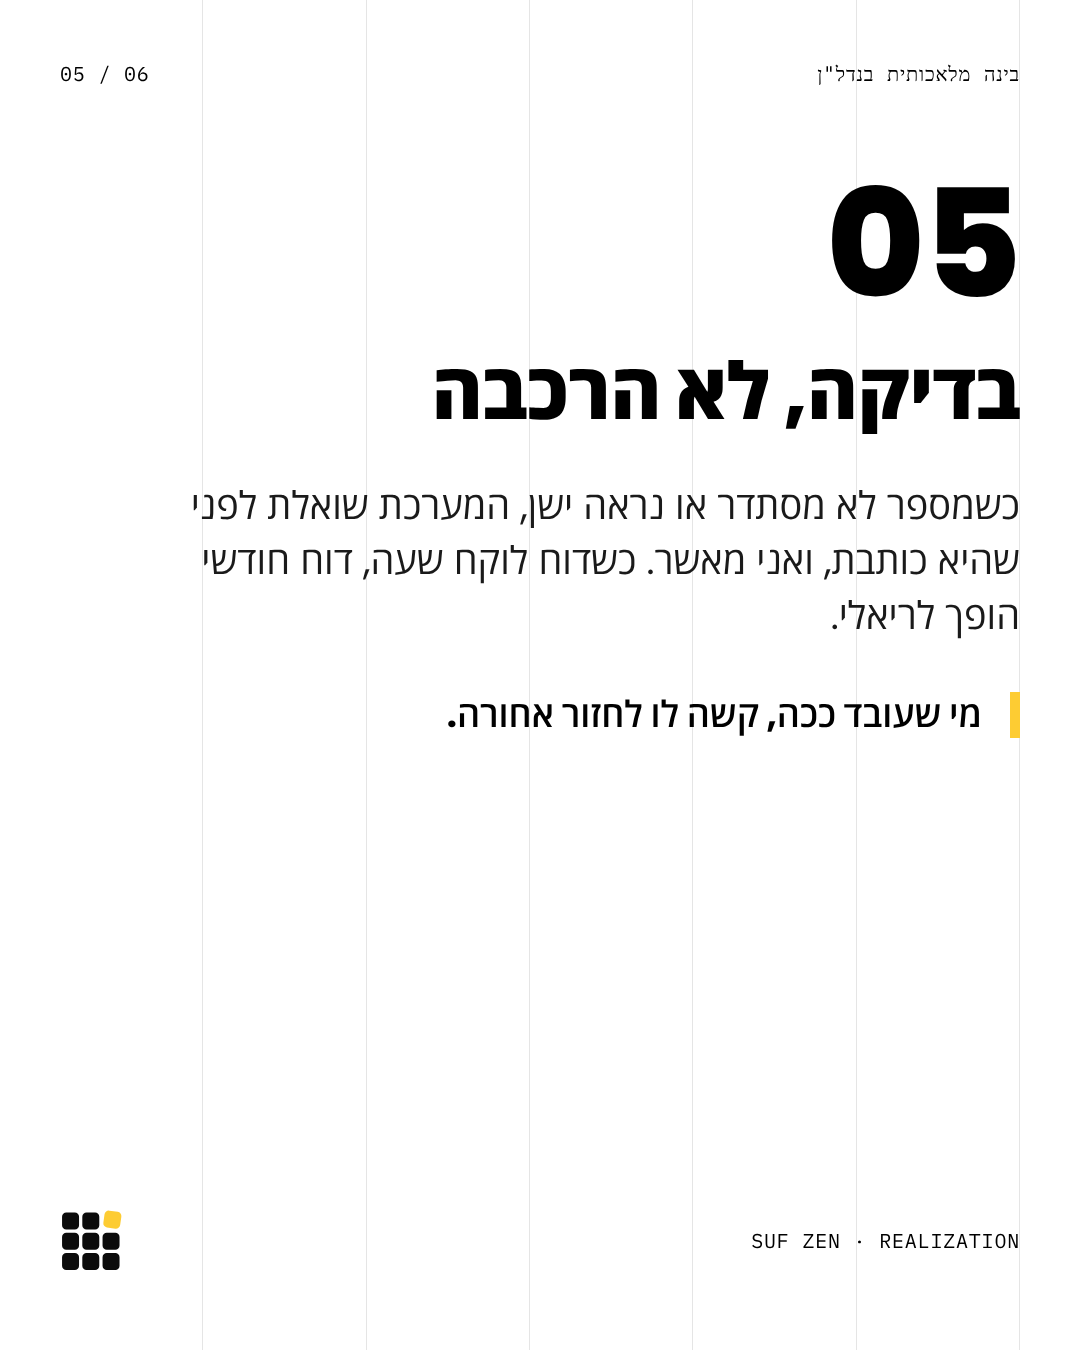 בינה מלאכותית בנדל"ן
05 / 06
05
בדיקה, לא הרכבה
כשמספר לא מסתדר או נראה ישן, המערכת שואלת לפני
שהיא כותבת, ואני מאשר. כשדוח לוקח שעה, דוח חודשי
הופך לריאלי.
מי שעובד ככה, קשה לו לחזור אחורה.
SUF ZEN · REALIZATION